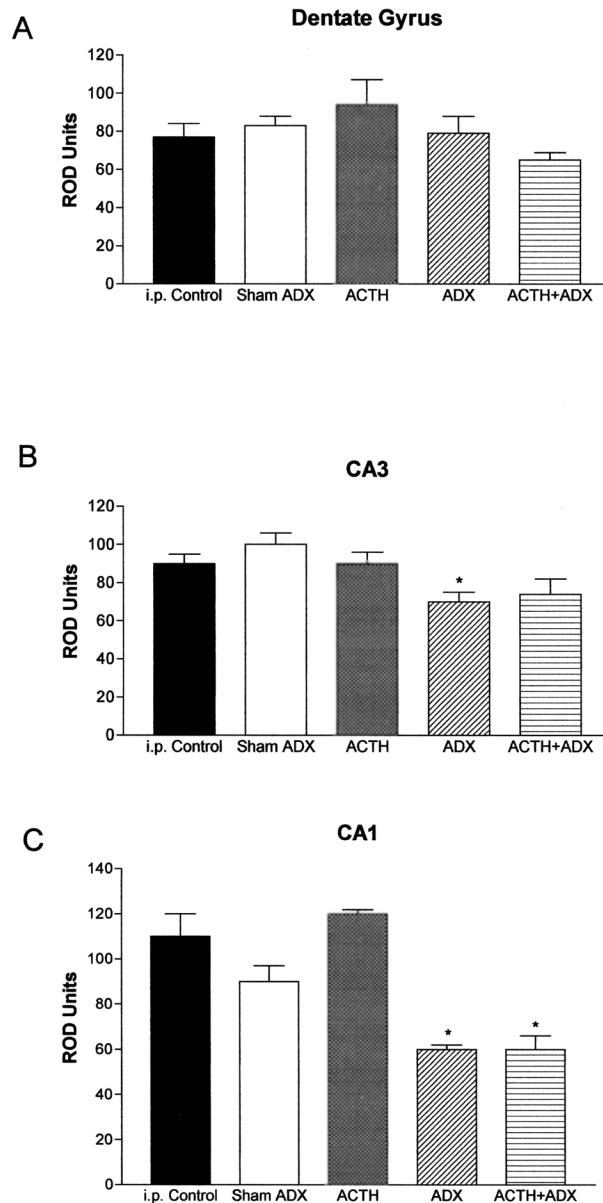 A
Dentate Gyrus
120
100
80
60
40
20
0
ROD Units
i.p. Control Sham ADX ACTH ADX ACTH+ADX
B
CA3
120
100
80
60
40
20
0
ROD Units
i.p. Control Sham ADX ACTH ADX ACTH+ADX
*
C
CA1
140
120
100
80
60
40
20
0
ROD Units
i.p. Control Sham ADX ACTH ADX ACTH+ADX
* *